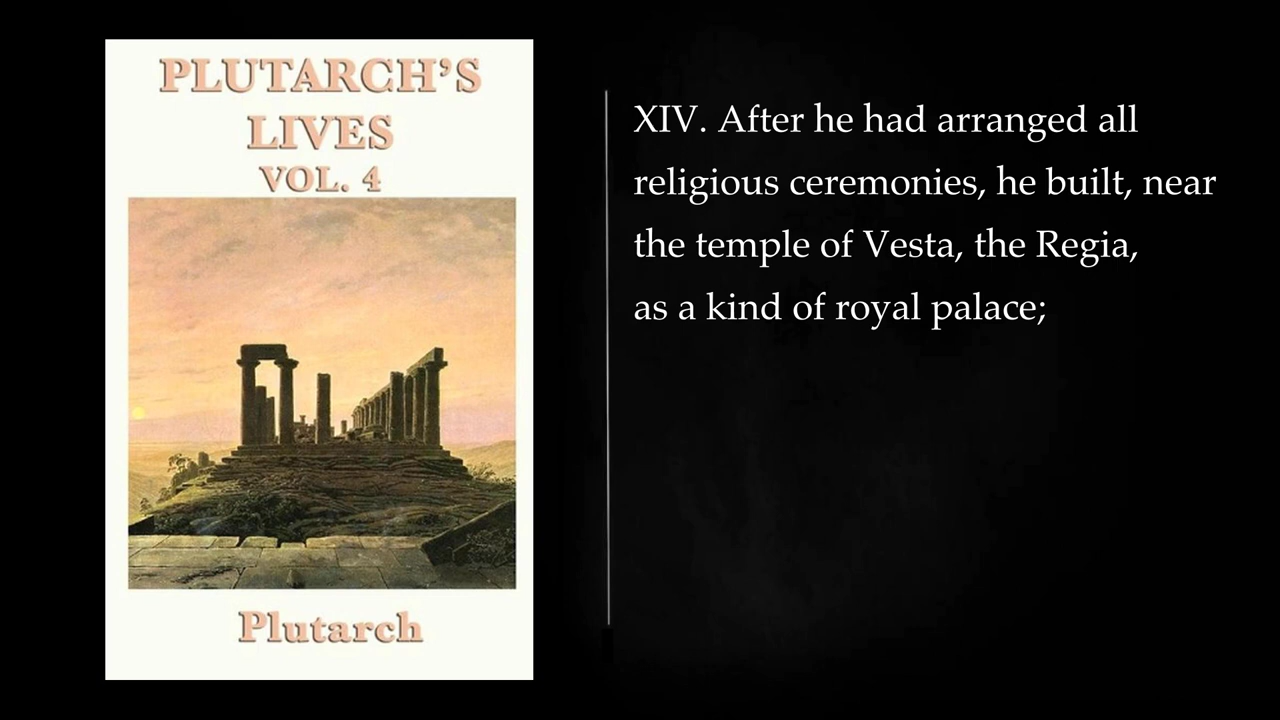 PLUTARCH’S
LIVES
VOL. 4
Plutarch
XIV. After he had arranged all
religious ceremonies, he built, near
the temple of Vesta, the Regia,
as a kind of royal palace;